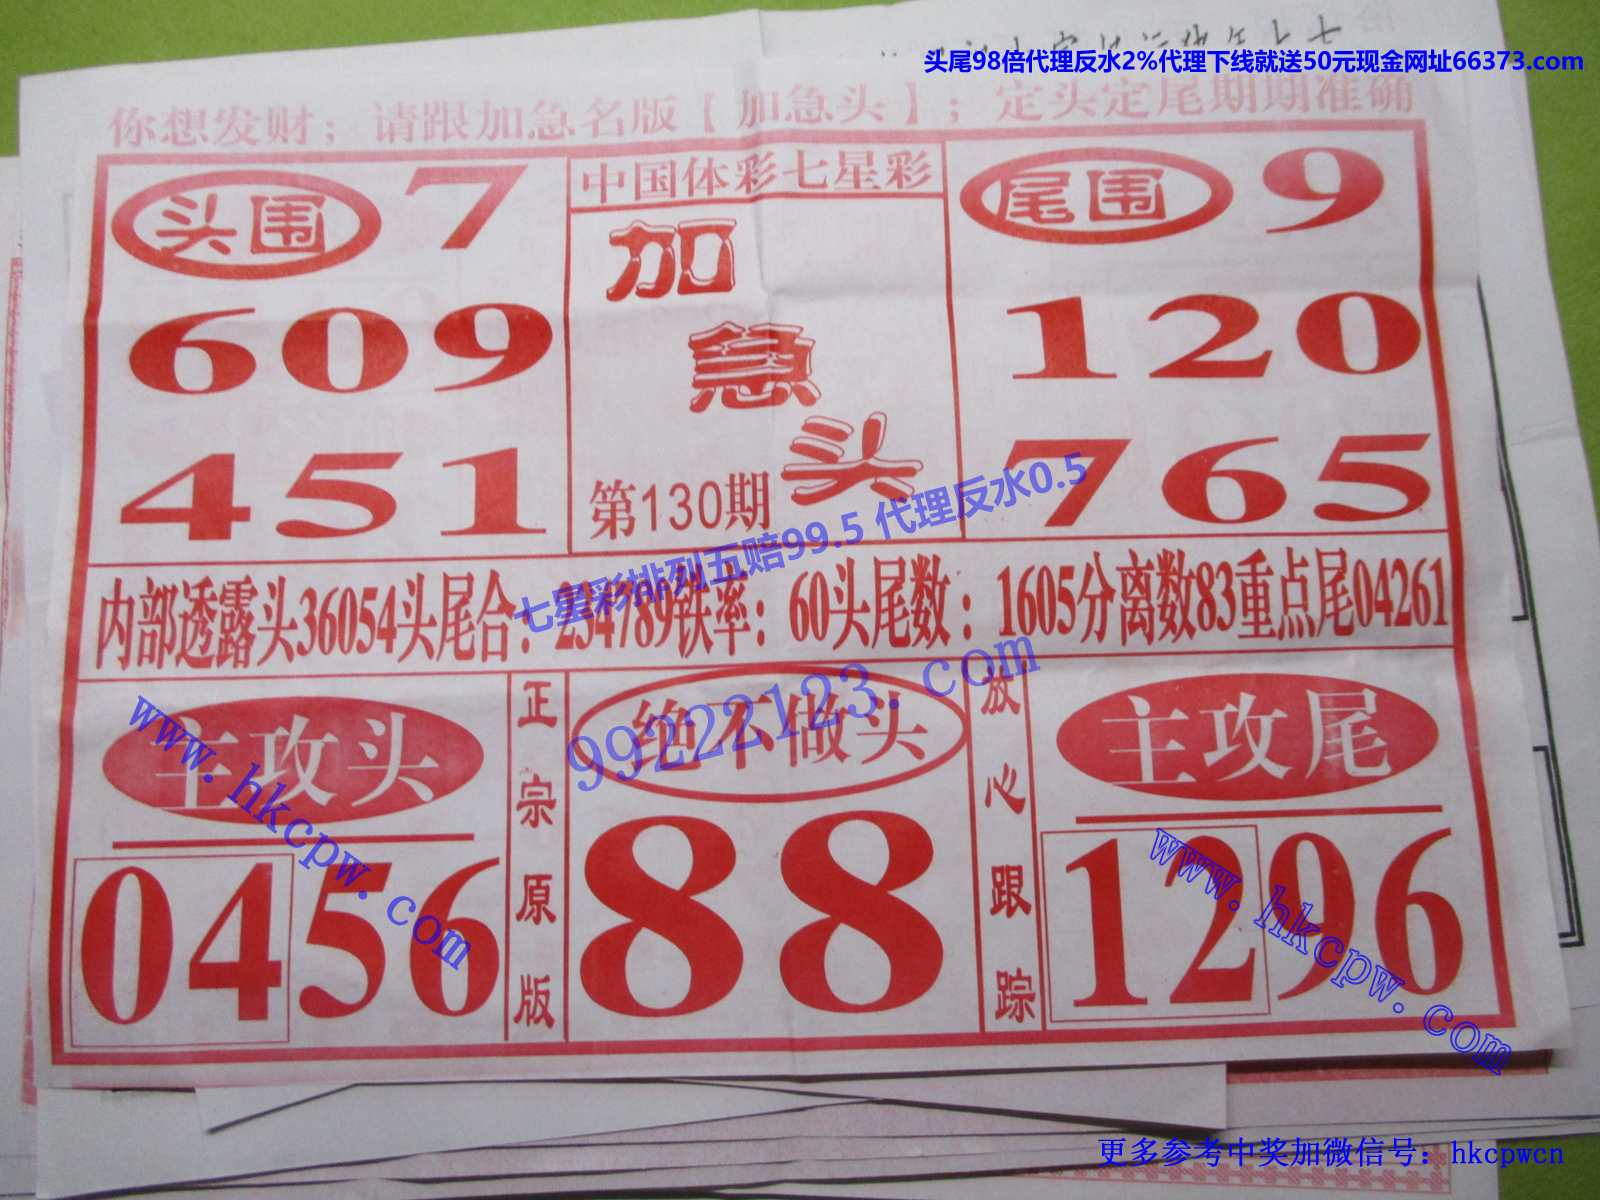 头尾98倍代理反水2%代理下线就送50元现金网址66373.com
你想发财；请跟加急名版【加急头】；定头定尾期期准确
头围 7
609
451
中国体彩七星彩
加急头
第130期
尾围 9
120
765
七星彩排列五赔99.5 代理反水0.5
内部透露头36054头尾合：234789铁率：60头尾数：1605分离数83重点尾04261
99222123.com
主攻头
0456
www.hkcpw.com
正宗原版
绝不做头
88
放心跟踪
主攻尾
1296
www.hkcpw.com
更多参考中奖加微信号：hkcpwcn